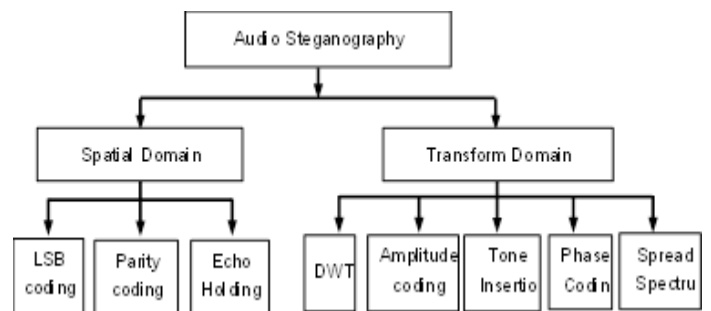 Audio Steganography
Spatial Domain
Transform Domain
LSB
coding
Parity
coding
Echo
Holding
DWT
Amplitude
coding
Tone
Insertio
Phase
Codin
Spread
Spectru